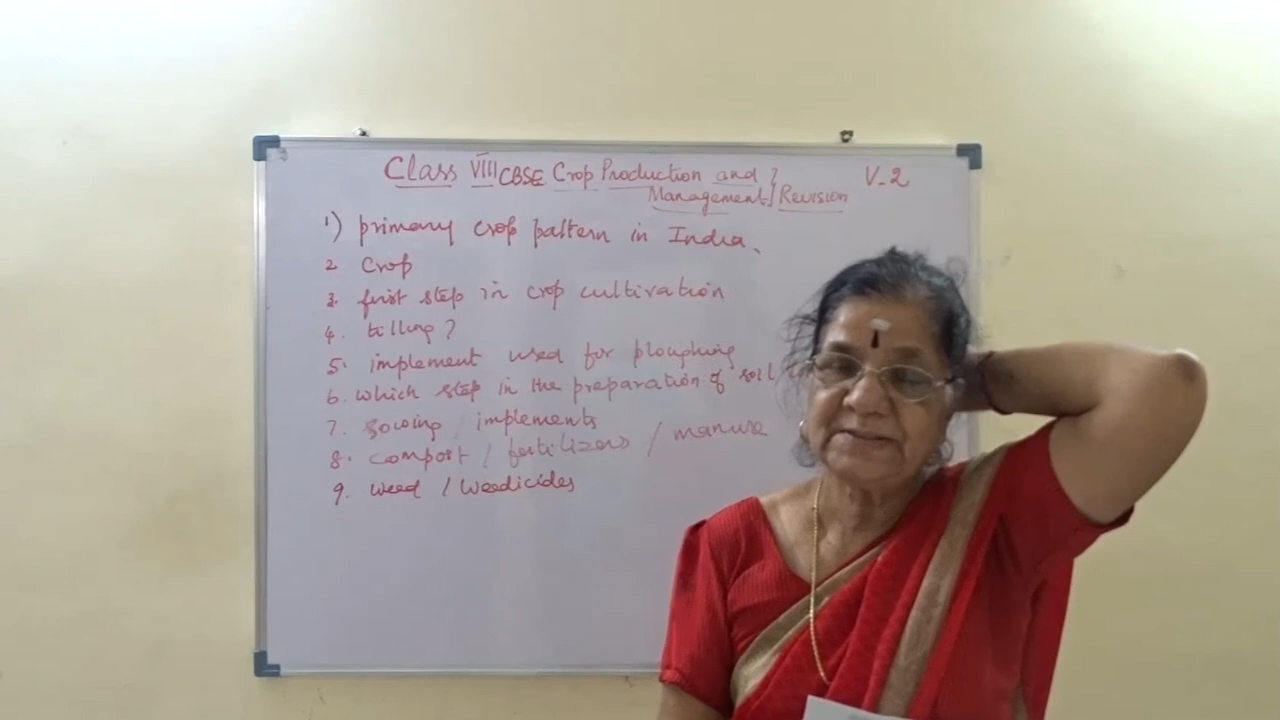 Class VIII CBSE Crop Production and V-2
Management] Revision
1) primary crop pattern in India.
2 Crop
3. first step in crop cultivation
4. tilling?
5. implement used for ploughing
6. which step in the preparation of soil
7. sowing / implements
8. compost / fertilizers / manure
9. weed / weedicides